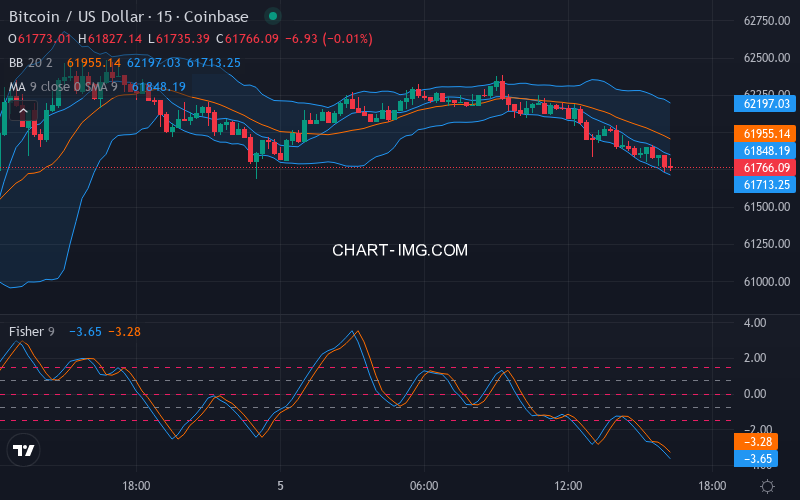 Bitcoin / US Dollar · 15 · Coinbase
O61773.01 H61827.14 L61735.39 C61766.09 −6.93 (−0.01%)
BB 20 2 61955.14 62197.03 61713.25
MA 9 close 0 SMA 9 61848.19
62750.00
62500.00
62250.00
62197.03
61955.14
61848.19
61766.09
61713.25
61500.00
61250.00
61000.00
CHART-IMG.COM
Fisher 9 −3.65 −3.28
4.00
2.00
0.00
−2.00
−3.28
−3.65
18:00 5 06:00 12:00 18:00